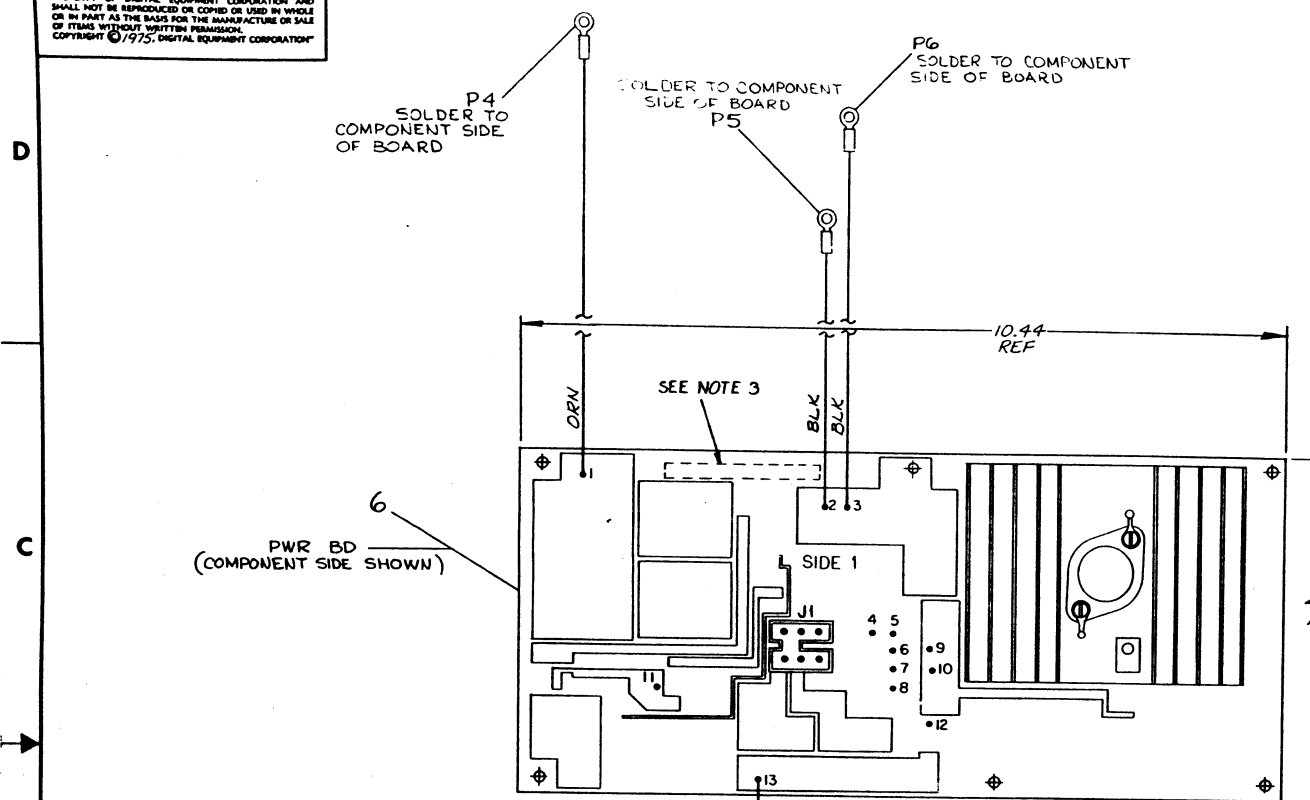 SHALL NOT BE REPRODUCED OR COPIED OR USED IN WHOLE
OR IN PART AS THE BASIS FOR THE MANUFACTURE OR SALE
OF ITEMS WITHOUT WRITTEN PERMISSION.
COPYRIGHT © 1975, DIGITAL EQUIPMENT CORPORATION"
P4
SOLDER TO
COMPONENT SIDE
OF BOARD
SOLDER TO COMPONENT
SIDE OF BOARD
P5
P6
SOLDER TO COMPONENT
SIDE OF BOARD
D
10.44
REF
ORN
SEE NOTE 3
BLK
BLK
1
2
3
6
C
PWR BD
(COMPONENT SIDE SHOWN)
SIDE 1
J1
4
5
6
7
8
9
10
11
12
13